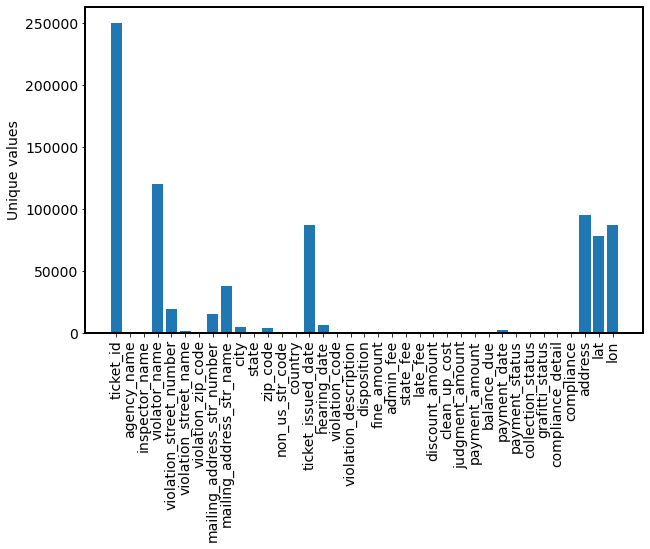 Unique values
250000
200000
150000
100000
50000
0
ticket_id
agency_name
inspector_name
violator_name
violation_street_number
violation_street_name
violation_zip_code
mailing_address_str_number
mailing_address_str_name
city
state
zip_code
non_us_str_code
country
ticket_issued_date
hearing_date
violation_code
violation_description
disposition
fine_amount
admin_fee
state_fee
late_fee
discount_amount
clean_up_cost
judgment_amount
payment_amount
balance_due
payment_date
payment_status
collection_status
grafitti_status
compliance_detail
compliance
address
lat
lon